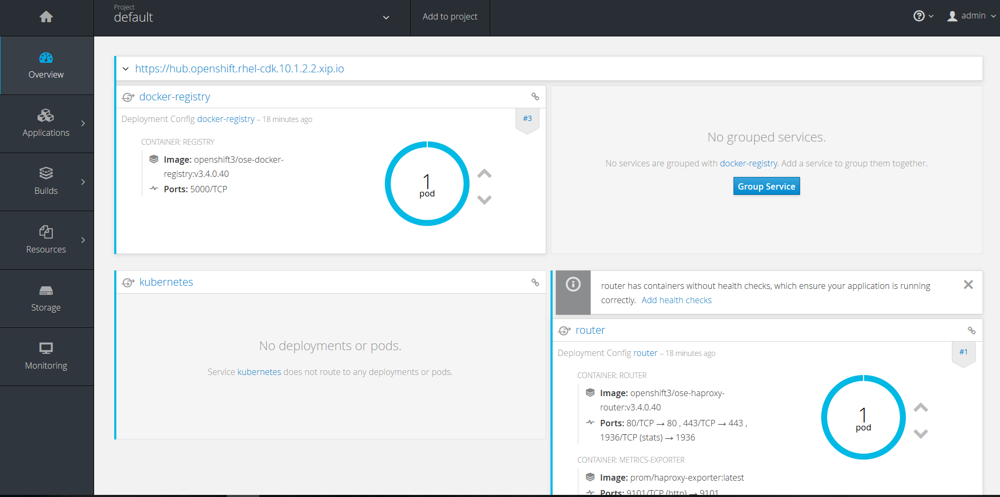 Project
default
Add to project
admin
Overview
Applications
Builds
Resources
Storage
Monitoring
https://hub.openshift.rhel-cdk.10.1.2.2.xip.io
docker-registry
Deployment Config docker-registry – 18 minutes ago
#3
CONTAINER: REGISTRY
Image: openshift3/ose-docker-
registry:v3.4.0.40
Ports: 5000/TCP
1
pod
No grouped services.
No services are grouped with docker-registry. Add a service to group them together.
Group Service
kubernetes
No deployments or pods.
Service kubernetes does not route to any deployments or pods.
router has containers without health checks, which ensure your application is running
correctly. Add health checks
router
Deployment Config router – 18 minutes ago
#1
CONTAINER: ROUTER
Image: openshift3/ose-haproxy-
router:v3.4.0.40
Ports: 80/TCP → 80 , 443/TCP → 443 ,
1936/TCP (stats) → 1936
1
pod
CONTAINER: METRICS-EXPORTER
Image: prom/haproxy-exporter:latest
Ports: 9101/TCP (http) → 9101